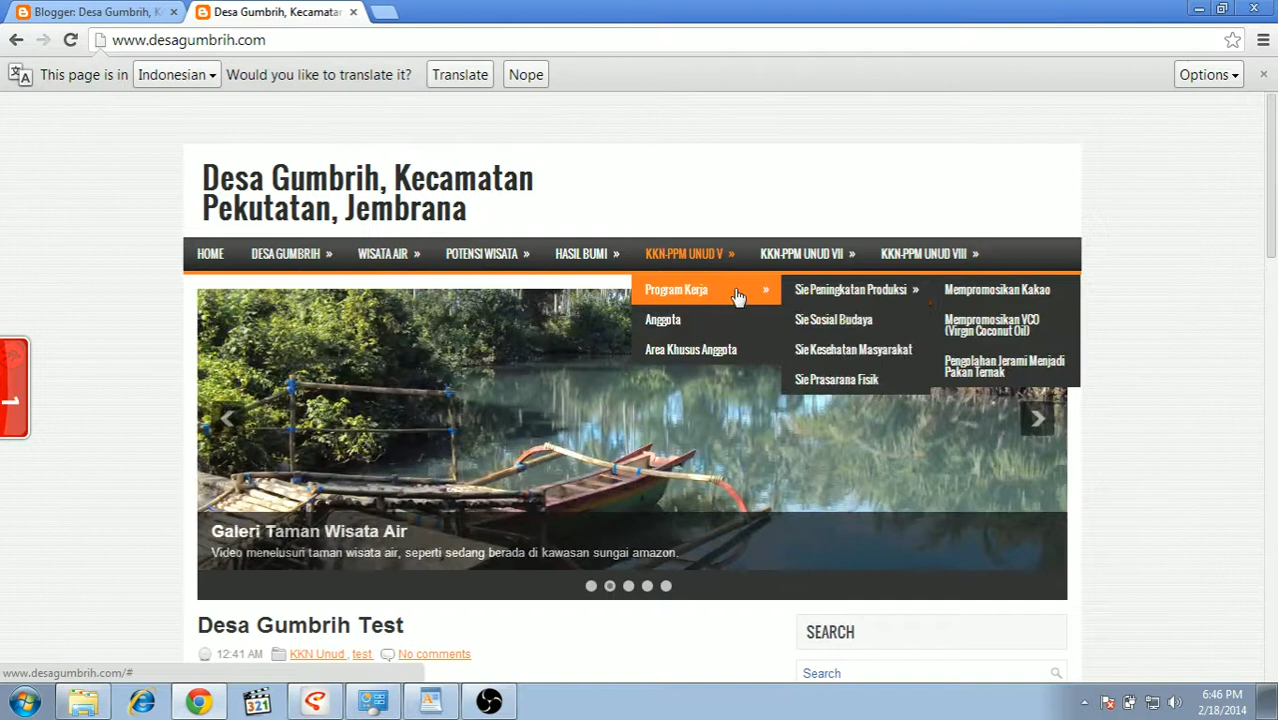 Blogger: Desa Gumbrih, K
Desa Gumbrih, Kecamatan
www.desagumbrih.com
This page is in Indonesian Would you like to translate it? Translate Nope Options
Desa Gumbrih, Kecamatan
Pekutatan, Jembrana
HOME DESA GUMBRIH » WISATA AIR » POTENSI WISATA » HASIL BUMI » KKN-PPM UNUD V » KKN-PPM UNUD VII » KKN-PPM UNUD VIII »
Program Kerja »
Anggota
Area Khusus Anggota
Sie Peningkatan Produksi »
Sie Sosial Budaya
Sie Kesehatan Masyarakat
Sie Prasarana Fisik
Mempromosikan Kakao
Mempromosikan VCO
(Virgin Coconut Oil)
Pengolahan Jerami Menjadi
Pakan Ternak
1
Galeri Taman Wisata Air
Video menelusuri taman wisata air, seperti sedang berada di kawasan sungai amazon.
Desa Gumbrih Test
12:41 AM KKN Unud , test No comments
SEARCH
Search
www.desagumbrih.com/#
321
6:46 PM
2/18/2014